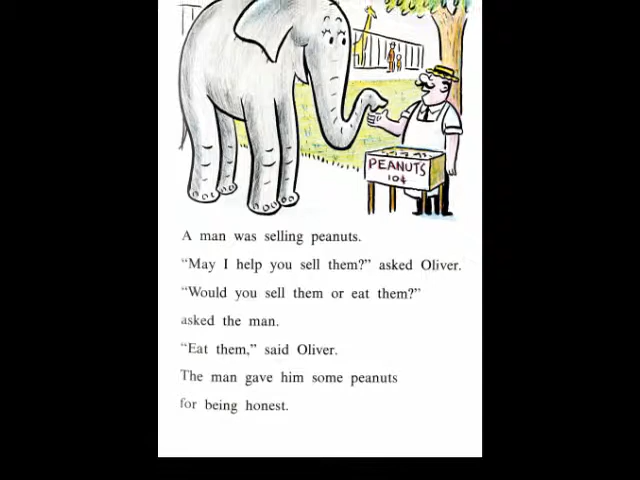 PEANUTS
10¢
A man was selling peanuts.
“May I help you sell them?” asked Oliver.
“Would you sell them or eat them?”
asked the man.
“Eat them,” said Oliver.
The man gave him some peanuts
for being honest.